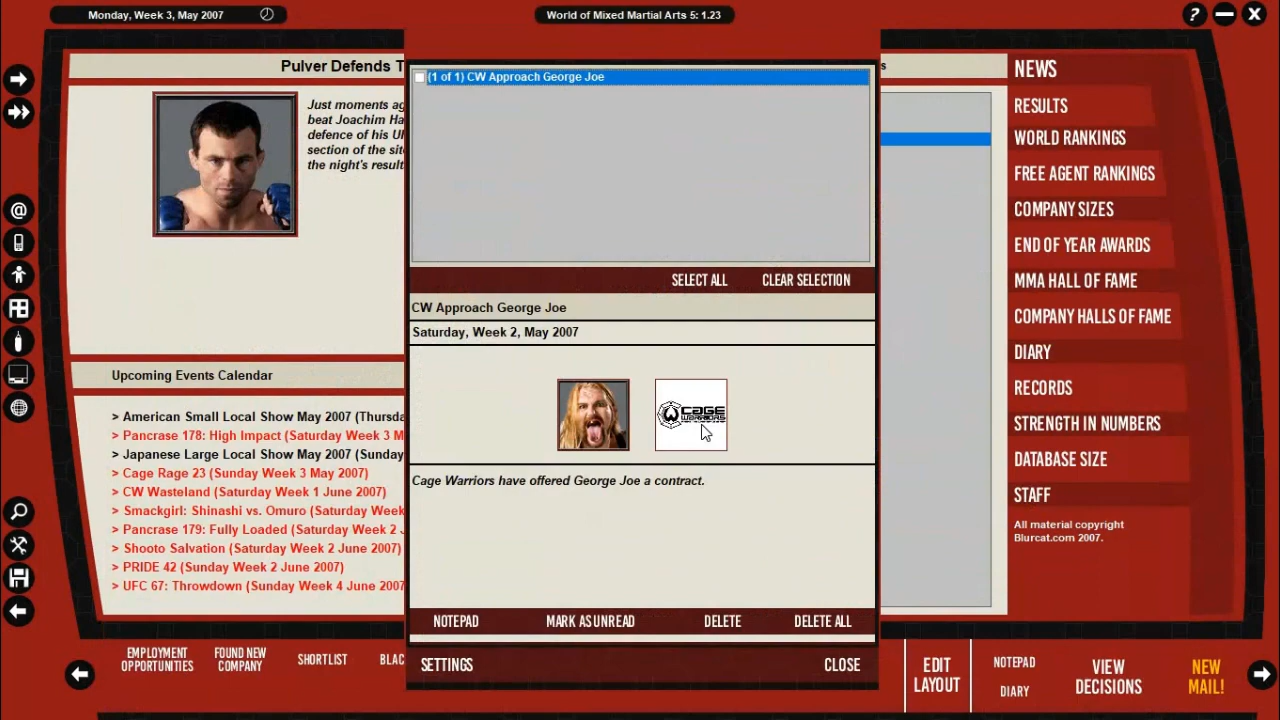 Monday, Week 3, May 2007
World of Mixed Martial Arts 5: 1.23
?
X
Pulver Defends T
s
Just moments ag
beat Joachim Ha
defence of his U
section of the site
the night's result
Upcoming Events Calendar
> American Small Local Show May 2007 (Thursda
> Pancrase 178: High Impact (Saturday Week 3 M
> Japanese Large Local Show May 2007 (Sunday
> Cage Rage 23 (Sunday Week 3 May 2007)
> CW Wasteland (Saturday Week 1 June 2007)
> Smackgirl: Shinashi vs. Omuro (Saturday Week
> Pancrase 179: Fully Loaded (Saturday Week 2 J
> Shooto Salvation (Saturday Week 2 June 2007)
> PRIDE 42 (Sunday Week 2 June 2007)
> UFC 67: Throwdown (Sunday Week 4 June 2007
(1 of 1) CW Approach George Joe
SELECT ALL
CLEAR SELECTION
CW Approach George Joe
Saturday, Week 2, May 2007
CAGE
WARRIORS
Cage Warriors have offered George Joe a contract.
NOTEPAD
MARK AS UNREAD
DELETE
DELETE ALL
SETTINGS
CLOSE
NEWS
RESULTS
WORLD RANKINGS
FREE AGENT RANKINGS
COMPANY SIZES
END OF YEAR AWARDS
MMA HALL OF FAME
COMPANY HALLS OF FAME
DIARY
RECORDS
STRENGTH IN NUMBERS
DATABASE SIZE
STAFF
All material copyright
Blurcat.com 2007.
EMPLOYMENT
OPPORTUNITIES
FOUND NEW
COMPANY
SHORTLIST
BLAC
EDIT
LAYOUT
NOTEPAD
DIARY
VIEW
DECISIONS
NEW
MAIL!